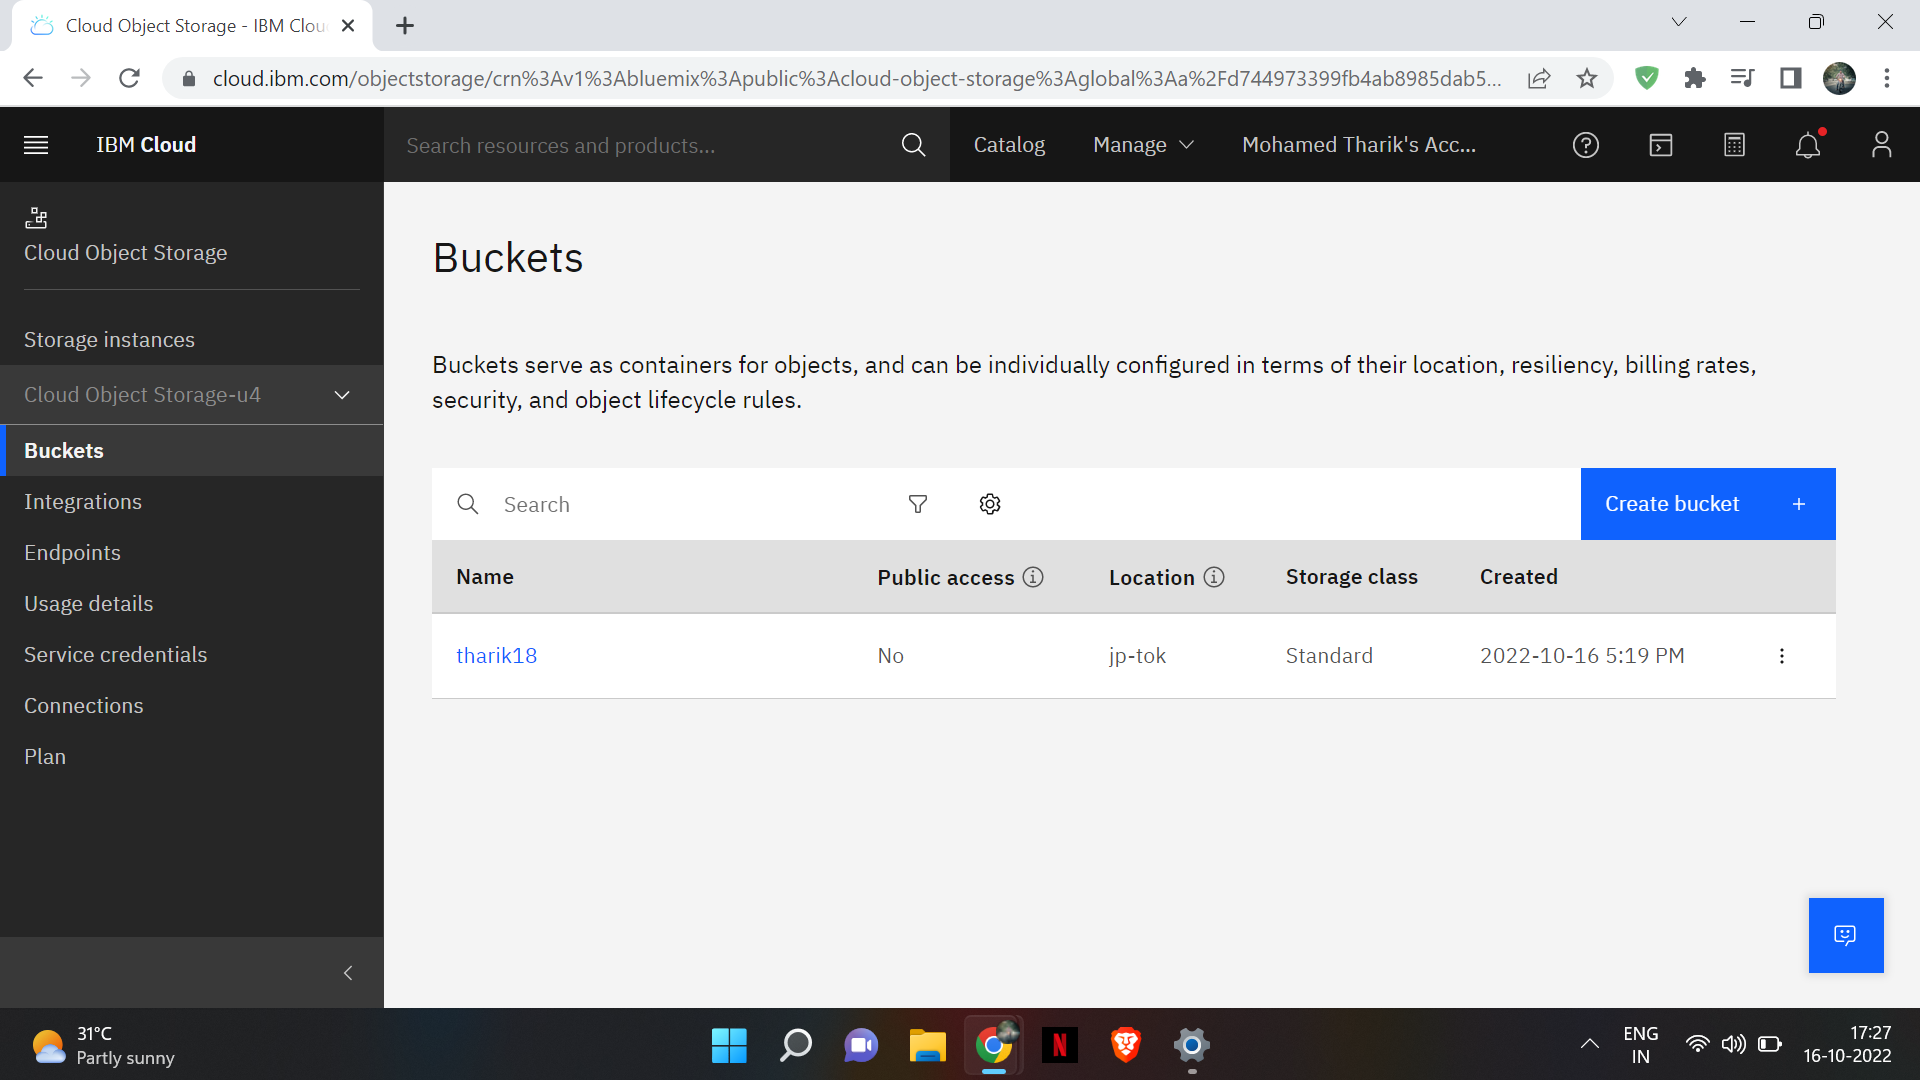 Cloud Object Storage - IBM Clou
cloud.ibm.com/objectstorage/crn%3Av1%3Abluemix%3Apublic%3Acloud-object-storage%3Aglobal%3Aa%2Fd744973399fb4ab8985dab5...
IBM Cloud
Search resources and products...
Catalog
Manage
Mohamed Tharik's Acc...
Cloud Object Storage
Storage instances
Cloud Object Storage-u4
Buckets
Integrations
Endpoints
Usage details
Service credentials
Connections
Plan
Buckets
Buckets serve as containers for objects, and can be individually configured in terms of their location, resiliency, billing rates,
security, and object lifecycle rules.
Search
Create bucket +
Name Public access Location Storage class Created
tharik18 No jp-tok Standard 2022-10-16 5:19 PM
31°C
Partly sunny
N
ENG
IN
17:27
16-10-2022